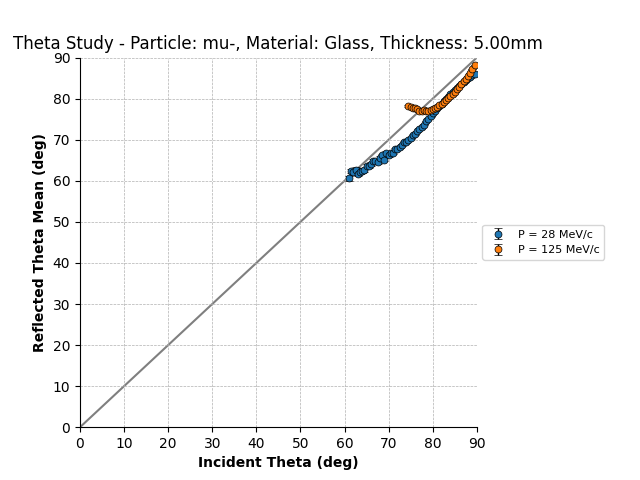 Theta Study - Particle: mu-, Material: Glass, Thickness: 5.00mm
90
80
70
60
50
40
30
20
10
0
Reflected Theta Mean (deg)
0 10 20 30 40 50 60 70 80 90
Incident Theta (deg)
P = 28 MeV/c
P = 125 MeV/c